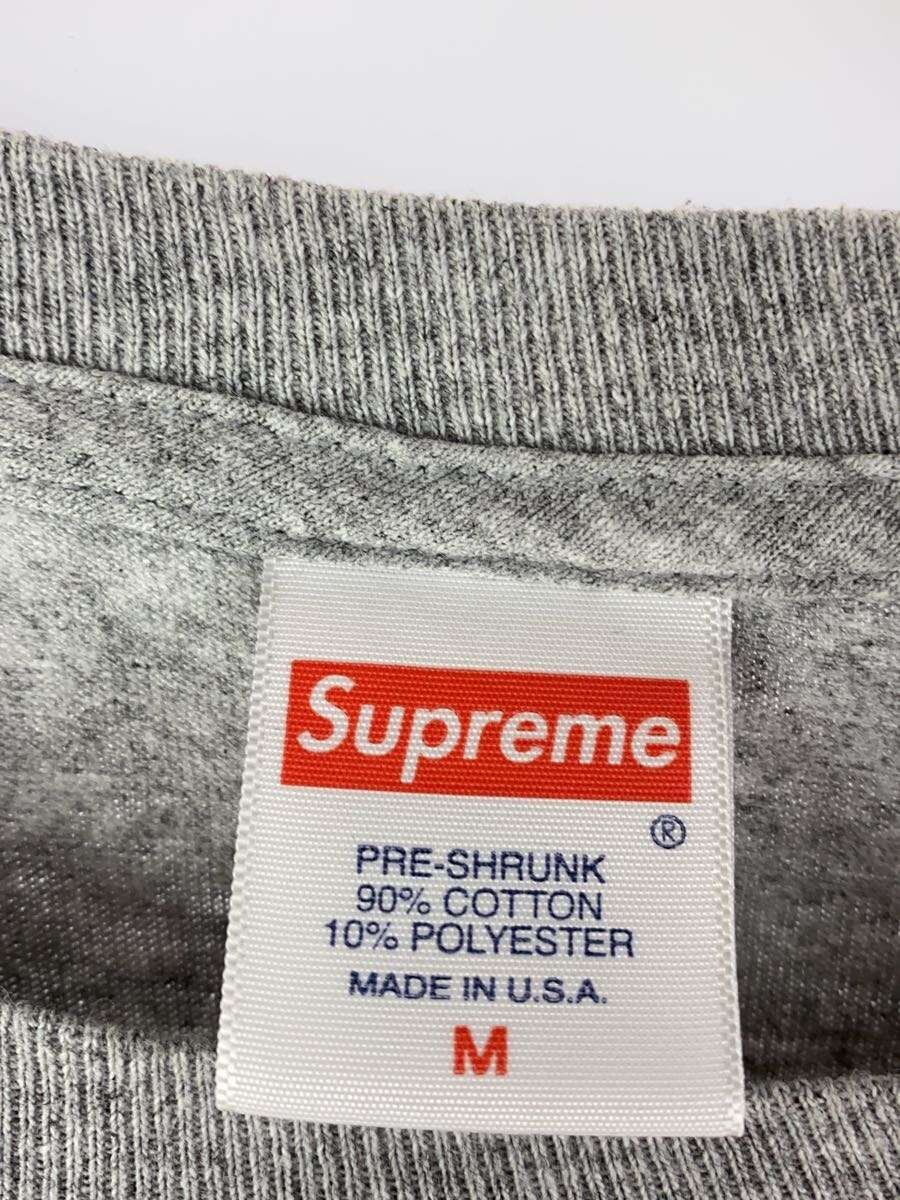 Supreme
®
PRE-SHRUNK
90% COTTON
10% POLYESTER
MADE IN U.S.A.
M